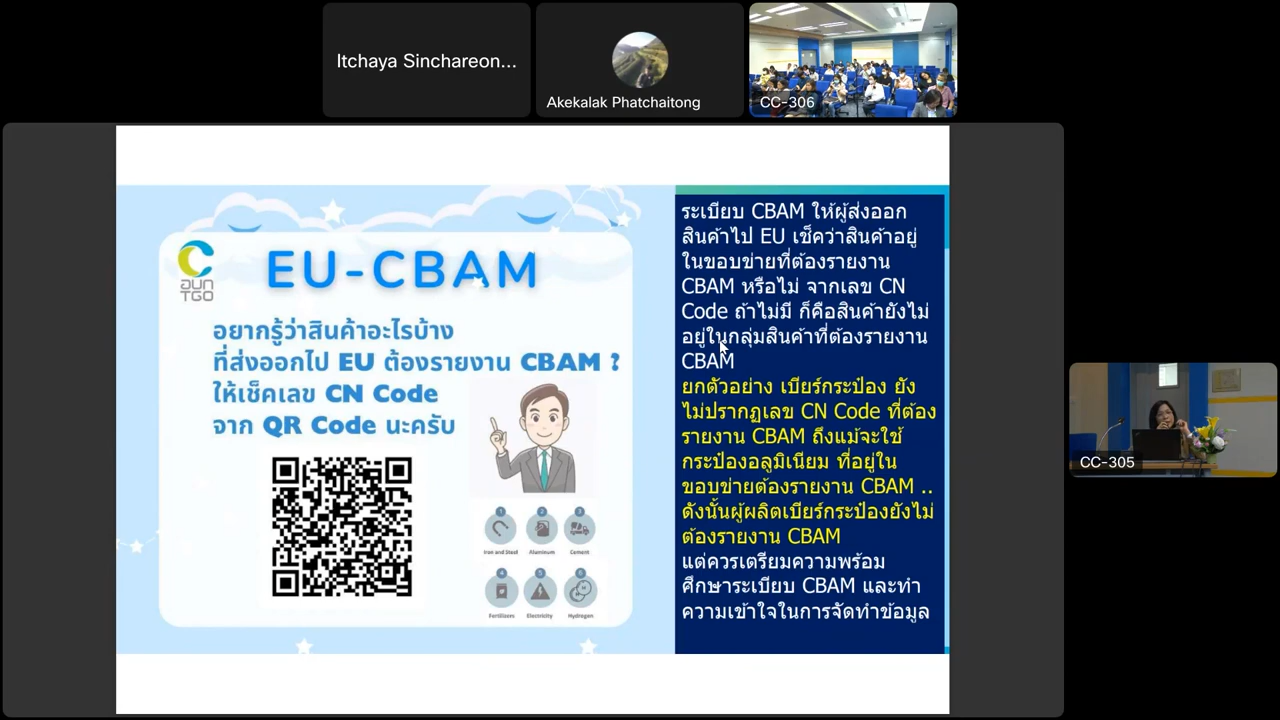 Itchaya Sinchareon...
Akekalak Phatchaitong
CC-306
อบก
TGO
EU-CBAM
อยากรู้ว่าสินค้าอะไรบ้าง
ที่ส่งออกไป EU ต้องรายงาน CBAM ?
ให้เช็คเลข CN Code
จาก QR Code นะครับ
1 2 3
Iron and Steel Aluminum Cement
4 5 6
Fertilizers Electricity Hydrogen
ระเบียบ CBAM ให้ผู้ส่งออก
สินค้าไป EU เช็คว่าสินค้าอยู่
ในขอบข่ายที่ต้องรายงาน
CBAM หรือไม่ จากเลข CN
Code ถ้าไม่มี ก็คือสินค้ายังไม่
อยู่ในกลุ่มสินค้าที่ต้องรายงาน
CBAM
ยกตัวอย่าง เบียร์กระป๋อง ยัง
ไม่ปรากฏเลข CN Code ที่ต้อง
รายงาน CBAM ถึงแม้จะใช้
กระป๋องอลูมิเนียม ที่อยู่ใน
ขอบข่ายต้องรายงาน CBAM ..
ดังนั้นผู้ผลิตเบียร์กระป๋องยังไม่
ต้องรายงาน CBAM
แต่ควรเตรียมความพร้อม
ศึกษาระเบียบ CBAM และทำ
ความเข้าใจในการจัดทำข้อมูล
CC-305